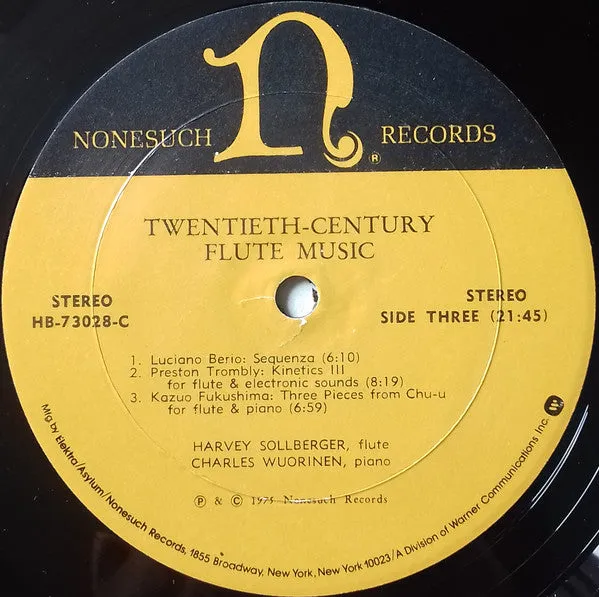 n
NONESUCH RECORDS
®
TWENTIETH-CENTURY
FLUTE MUSIC
STEREO
HB-73028-C
STEREO
SIDE THREE (21:45)
1. Luciano Berio: Sequenza (6:10)
2. Preston Trombly: Kinetics III
for flute & electronic sounds (8:19)
3. Kazuo Fukushima: Three Pieces from Chu-u
for flute & piano (6:59)
HARVEY SOLLBERGER, flute
CHARLES WUORINEN, piano
℗ & © 1975 Nonesuch Records
Mfg by Elektra/Asylum/Nonesuch Records, 1855 Broadway, New York, New York 10023/A Division of Warner Communications Inc.